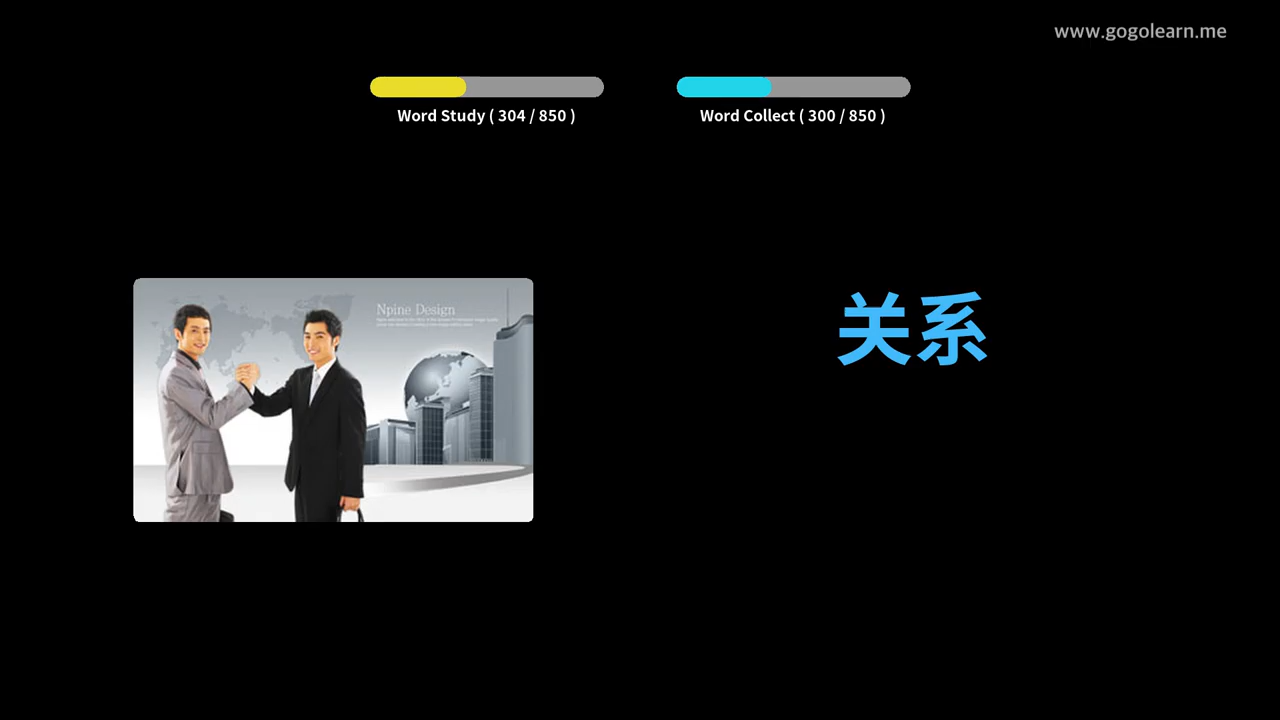 www.gogolearn.me
Word Study ( 304 / 850 )
Word Collect ( 300 / 850 )
Npine Design
关系